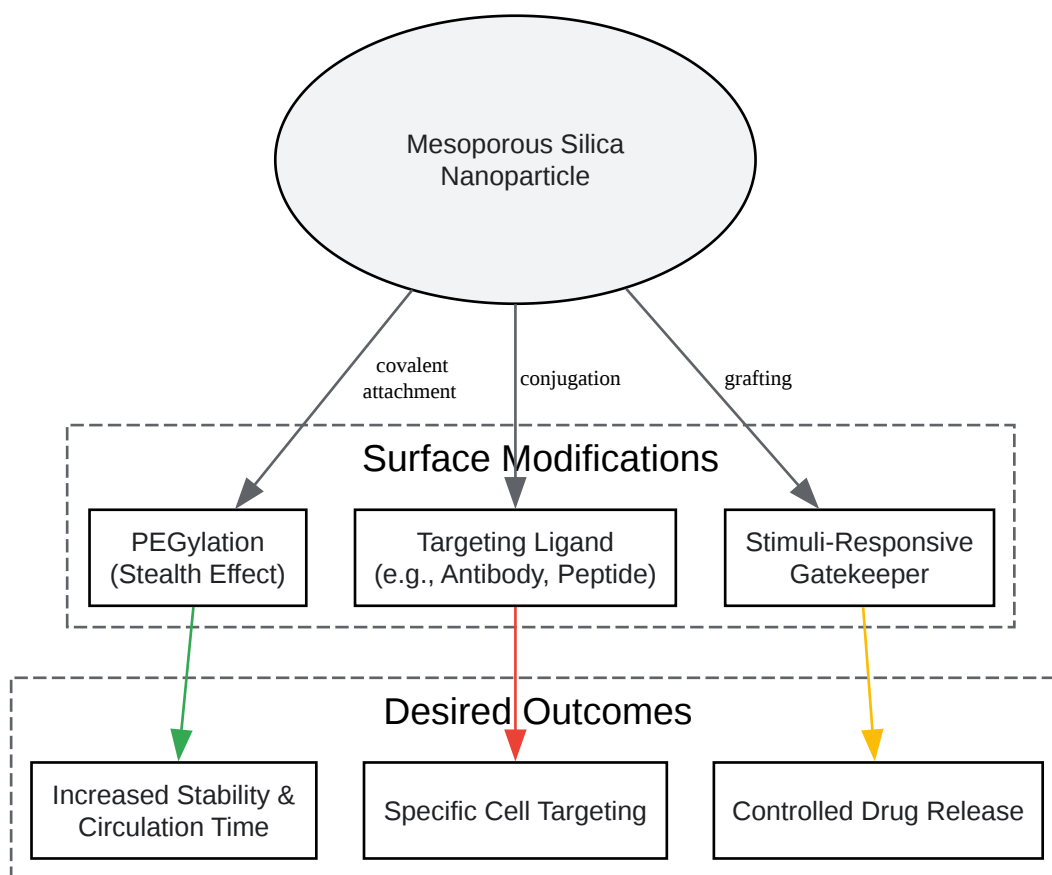 Mesoporous Silica
Nanoparticle
covalent
attachment
conjugation
grafting
Surface Modifications
PEGylation
(Stealth Effect)
Targeting Ligand
(e.g., Antibody, Peptide)
Stimuli-Responsive
Gatekeeper
Desired Outcomes
Increased Stability &
Circulation Time
Specific Cell Targeting
Controlled Drug Release